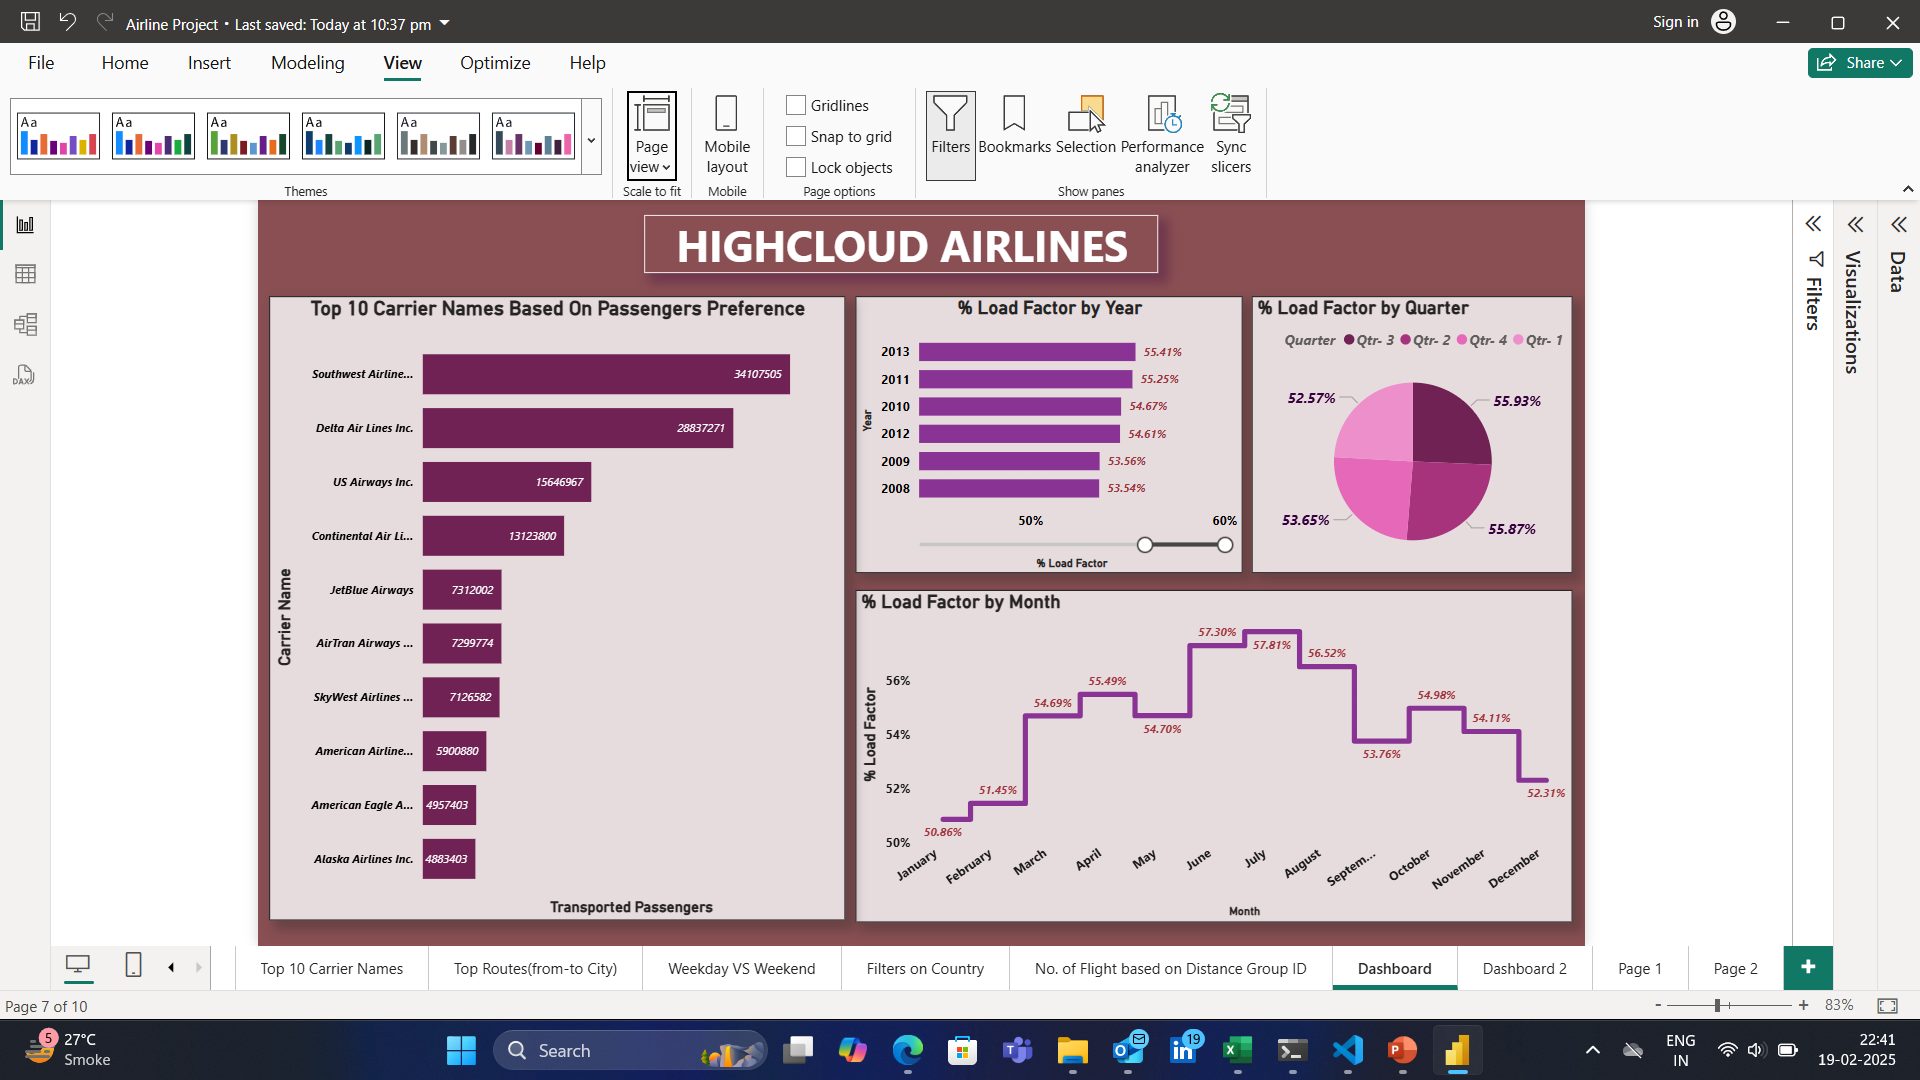 Airline Project • Last saved: Today at 10:37 pm
Sign in
File
Home
Insert
Modeling
View
Optimize
Help
Share
Aa
Aa
Aa
Aa
Aa
Aa
Themes
Page view
Scale to fit
Mobile layout
Mobile
Gridlines
Snap to grid
Lock objects
Page options
Filters
Bookmarks
Selection
Performance analyzer
Sync slicers
Show panes
HIGHCLOUD AIRLINES
Top 10 Carrier Names Based On Passengers Preference
Carrier Name
Southwest Airline... 34107505
Delta Air Lines Inc. 28837271
US Airways Inc. 15646967
Continental Air Li... 13123800
JetBlue Airways 7312002
AirTran Airways ... 7299774
SkyWest Airlines ... 7126582
American Airline... 5900880
American Eagle A... 4957403
Alaska Airlines Inc. 4883403
Transported Passengers
% Load Factor by Year
Year
2013 55.41%
2011 55.25%
2010 54.67%
2012 54.61%
2009 53.56%
2008 53.54%
50% 60%
% Load Factor
% Load Factor by Quarter
Quarter Qtr- 3 Qtr- 2 Qtr- 4 Qtr- 1
52.57% 55.93%
53.65% 55.87%
% Load Factor by Month
% Load Factor
56%
54%
52%
50%
50.86%
51.45%
54.69%
55.49%
54.70%
57.30%
57.81%
56.52%
53.76%
54.98%
54.11%
52.31%
January
February
March
April
May
June
July
August
Septem...
October
November
December
Month
Filters
Visualizations
Data
DAX
Top 10 Carrier Names
Top Routes(from-to City)
Weekday VS Weekend
Filters on Country
No. of Flight based on Distance Group ID
Dashboard
Dashboard 2
Page 1
Page 2
+
Page 7 of 10
- + 83%
5
27°C
Smoke
Search
19
ENG
IN
22:41
19-02-2025